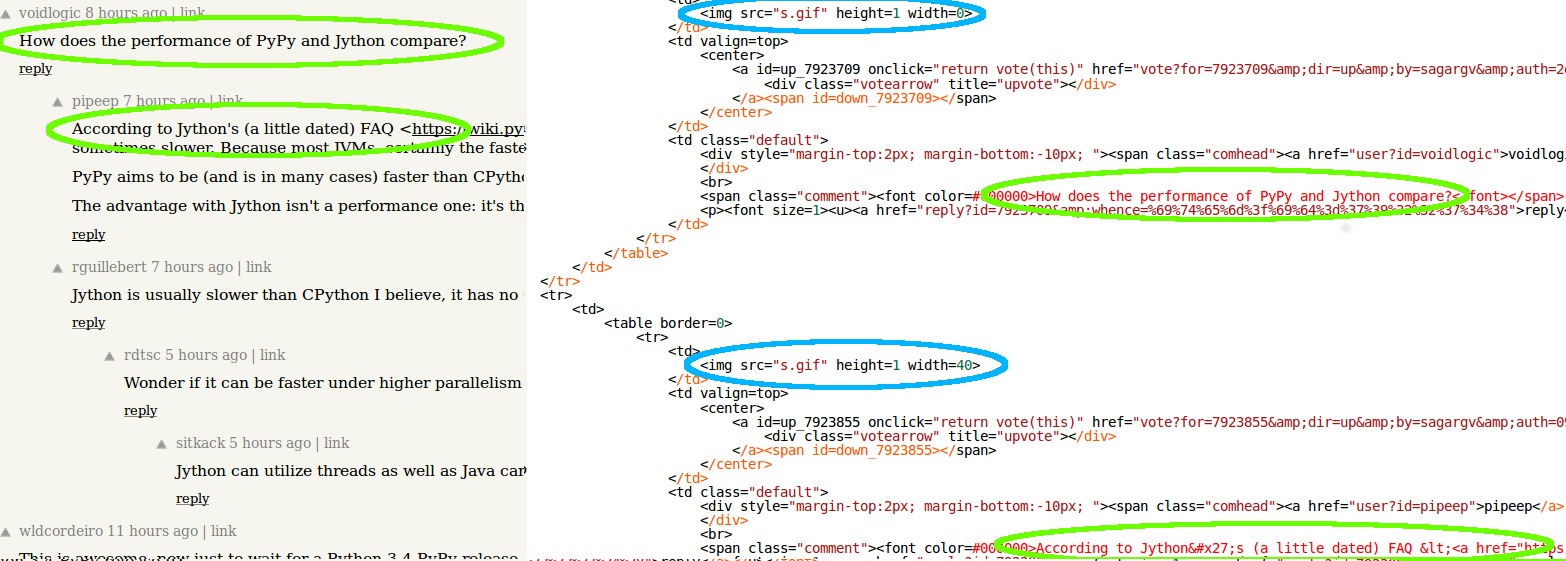 voidlogic 8 hours ago | link
How does the performance of PyPy and Jython compare?
reply
pipeep 7 hours ago | link
According to Jython's (a little dated) FAQ <https://wiki.py
sometimes slower. Because most JVMs, certainly the faste
PyPy aims to be (and is in many cases) faster than CPytho
The advantage with Jython isn't a performance one: it's th
reply
rguillebert 7 hours ago | link
Jython is usually slower than CPython I believe, it has no
reply
rdtsc 5 hours ago | link
Wonder if it can be faster under higher parallelism
reply
sitkack 5 hours ago | link
Jython can utilize threads as well as Java can
reply
wldcordeiro 11 hours ago | link
This is awesome, now just to wait for a Python 3.4 PyPy release
<td>
<img src="s.gif" height=1 width=0>
</td>
<td valign=top>
<center>
<a id=up_7923709 onclick="return vote(this)" href="vote?for=7923709&amp;dir=up&amp;by=sagargv&amp;auth=2
<div class="votearrow" title="upvote"></div>
</a><span id=down_7923709></span>
</center>
</td>
<td class="default">
<div style="margin-top:2px; margin-bottom:-10px; "><span class="comhead"><a href="user?id=voidlogic">voidlog
</div>
<br>
<span class="comment"><font color=#000000>How does the performance of PyPy and Jython compare?</font></span>
<p><font size=1><u><a href="reply?id=7923709&amp;whence=%69%74%65%6d%3f%69%64%3d%37%39%32%32%37%34%38">reply<
</td>
</tr>
</table>
</td>
</tr>
<tr>
<td>
<table border=0>
<tr>
<td>
<img src="s.gif" height=1 width=40>
</td>
<td valign=top>
<center>
<a id=up_7923855 onclick="return vote(this)" href="vote?for=7923855&amp;dir=up&amp;by=sagargv&amp;auth=0
<div class="votearrow" title="upvote"></div>
</a><span id=down_7923855></span>
</center>
</td>
<td class="default">
<div style="margin-top:2px; margin-bottom:-10px; "><span class="comhead"><a href="user?id=pipeep">pipeep</a>
</div>
<br>
<span class="comment"><font color=#000000>According to Jython&#x27;s (a little dated) FAQ &lt;<a href="https